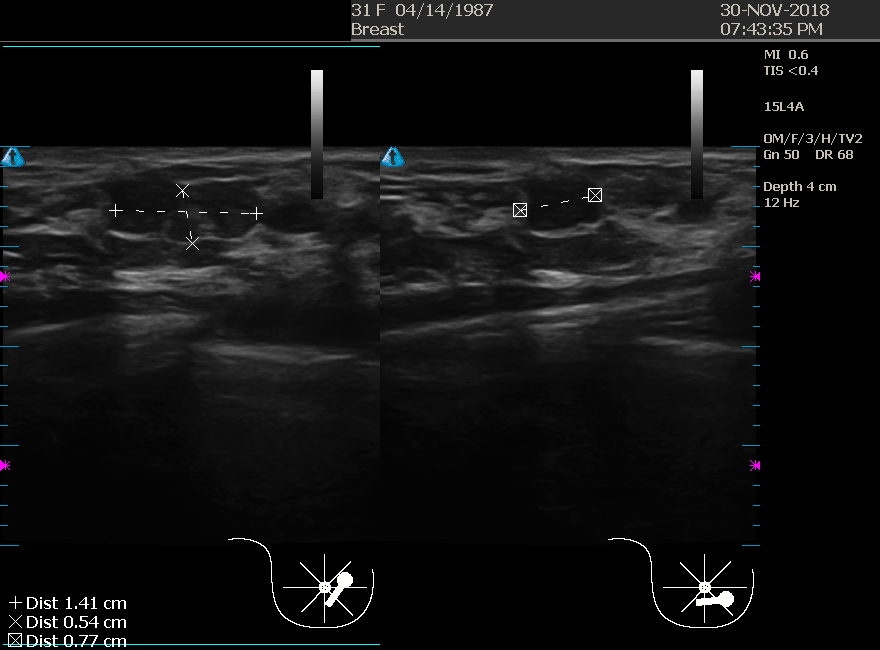 31 F 04/14/1987
30-NOV-2018
Breast
07:43:35 PM
MI 0.6
TIS <0.4
15L4A
OM/F/3/H/TV2
Gn 50 DR 68
Depth 4 cm
12 Hz
Dist 1.41 cm
Dist 0.54 cm
Dist 0.77 cm